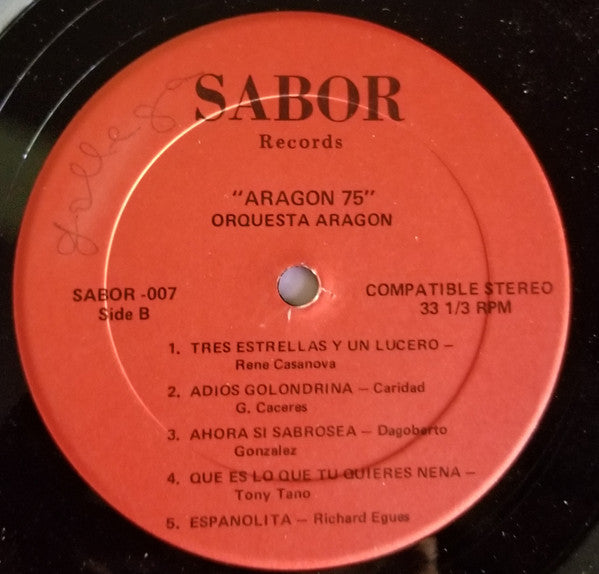 SABOR
Records
"ARAGON 75"
ORQUESTA ARAGON
SABOR -007
Side B
COMPATIBLE STEREO
33 1/3 RPM
1. TRES ESTRELLAS Y UN LUCERO –
Rene Casanova
2. ADIOS GOLONDRINA – Caridad
G. Caceres
3. AHORA SI SABROSEA – Dagoberto
Gonzalez
4. QUE ES LO QUE TU QUIERES NENA –
Tony Tano
5. ESPANOLITA – Richard Egues